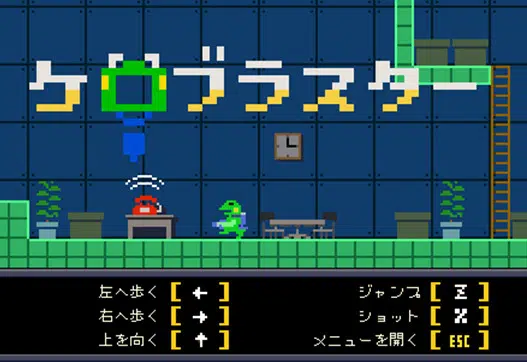 ケロブラスター
左へ歩く [ ← ] ジャンプ [ Z ]
右へ歩く [ → ] ショット [ X ]
上を向く [ ↑ ] メニューを開く [ ESC ]